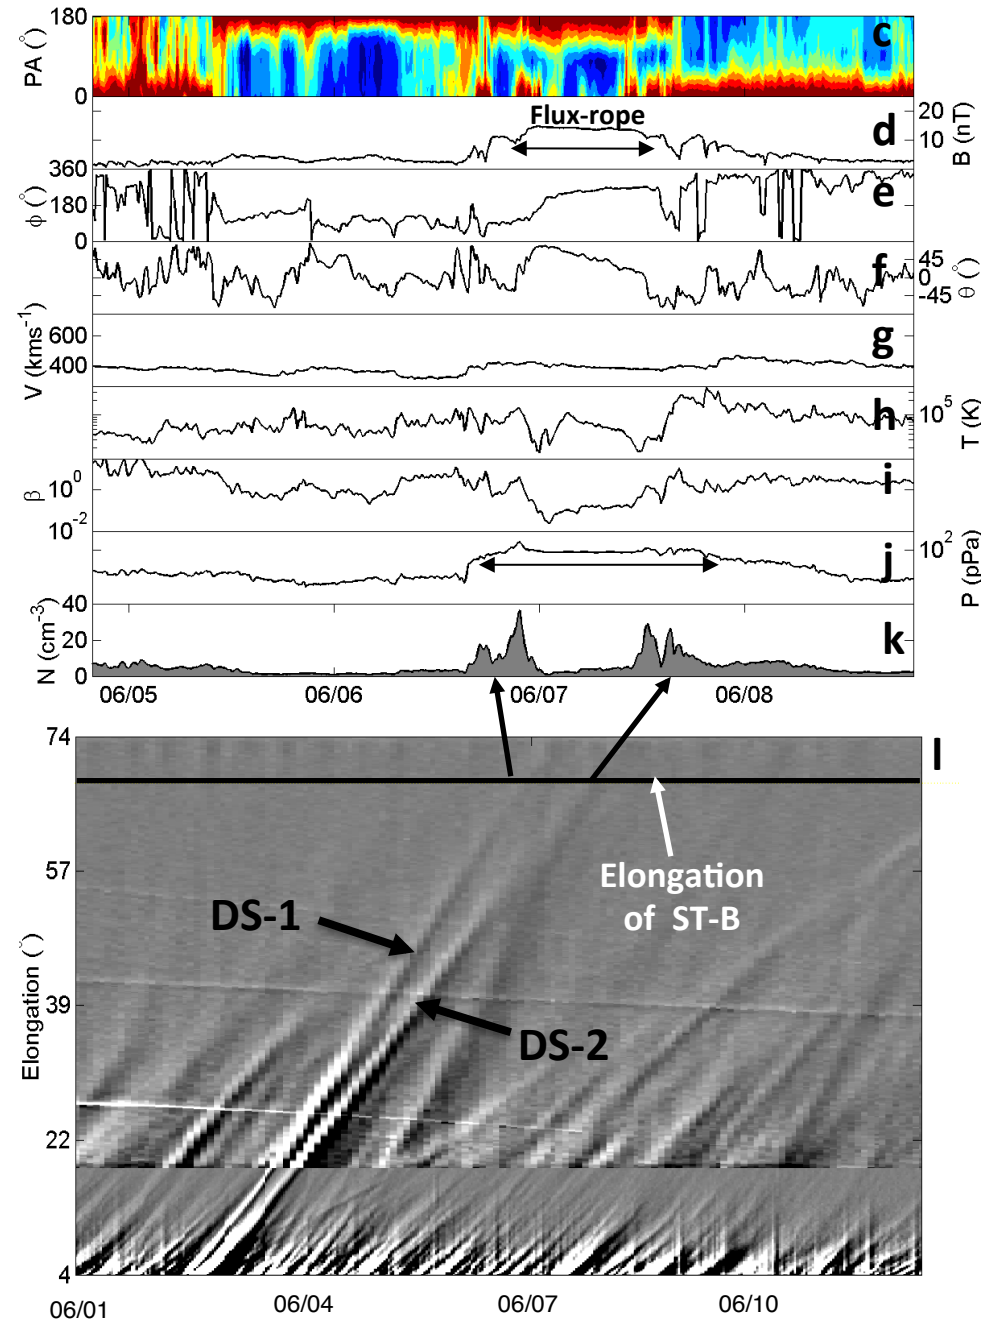 180
PA (°)
0
c
Flux-rope
d
20
10
B (nT)
360
180
0
ϕ (°)
e
f
45
0
-45
θ (°)
600
400
V (kms⁻¹)
g
h
10⁵
T (K)
10⁰
10⁻²
β
i
j
10²
P (pPa)
40
20
0
N (cm⁻³)
k
06/05 06/06 06/07 06/08
74
57
39
22
4
Elongation (°)
l
Elongation
of ST-B
DS-1
DS-2
06/01 06/04 06/07 06/10